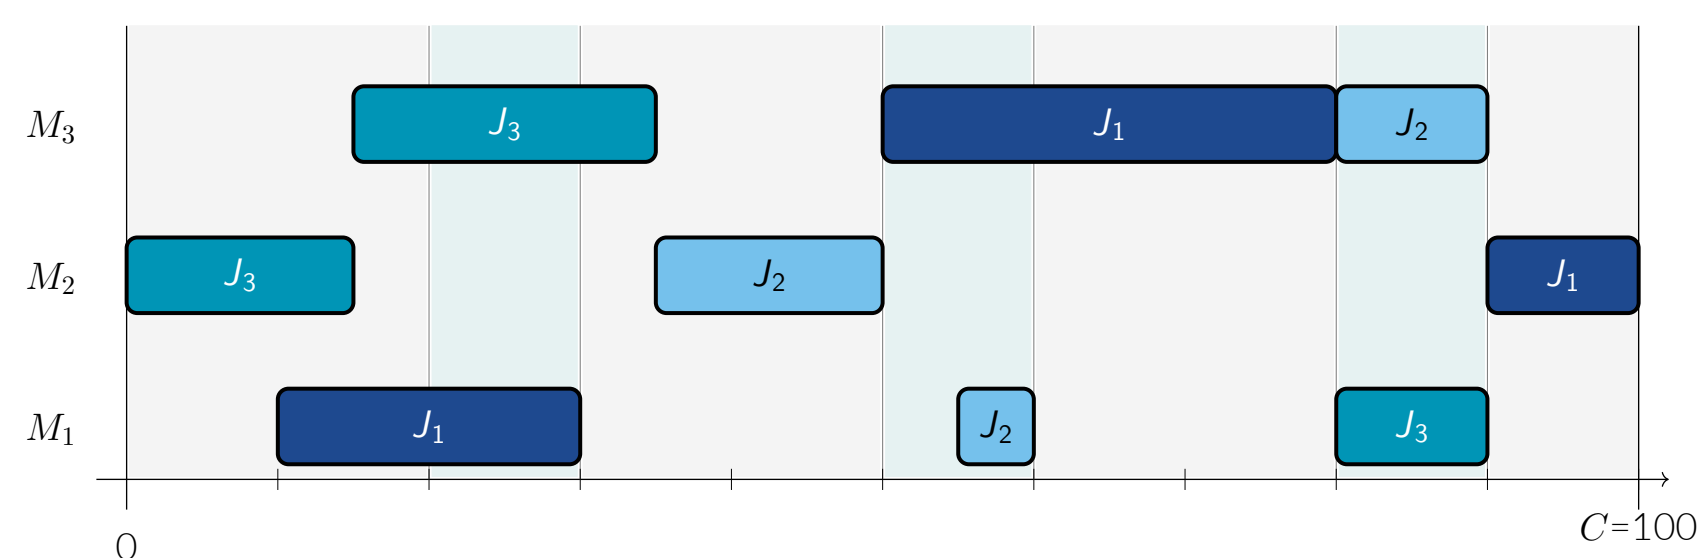 M₃ J₃ J₁ J₂
M₂ J₃ J₂ J₁
M₁ J₁ J₂ J₃
0 C=100